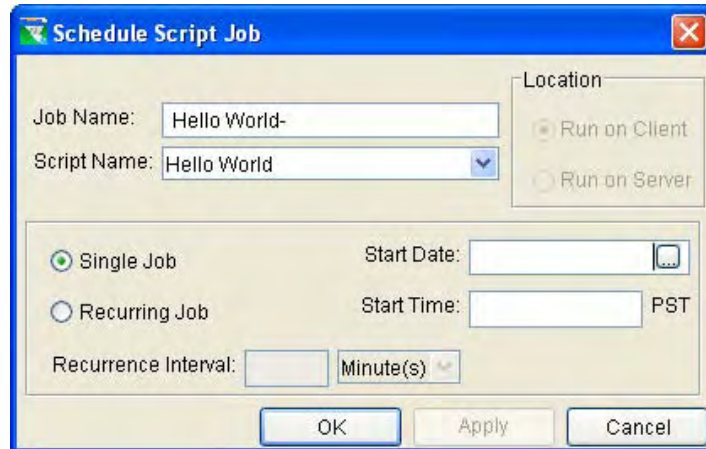 Schedule Script Job
Location
Job Name: Hello World-
Run on Client
Script Name: Hello World
Run on Server
Single Job
Start Date: ...
Recurring Job
Start Time: PST
Recurrence Interval: Minute(s)
OK Apply Cancel